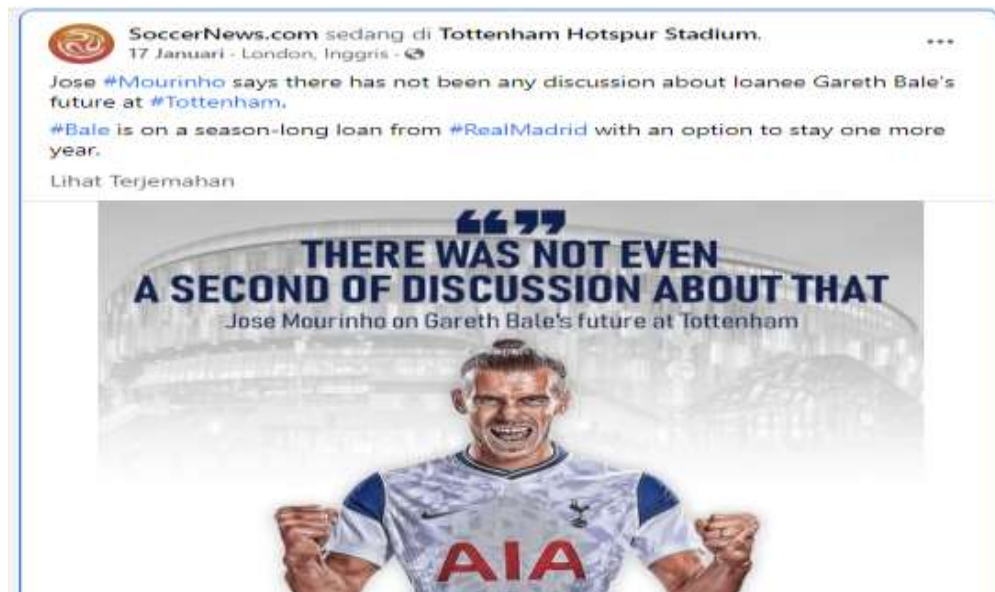 SoccerNews.com sedang di Tottenham Hotspur Stadium.
17 Januari · London, Inggris ·
Jose #Mourinho says there has not been any discussion about loanee Gareth Bale's
future at #Tottenham.
#Bale is on a season-long loan from #RealMadrid with an option to stay one more
year.
Lihat Terjemahan
THERE WAS NOT EVEN
A SECOND OF DISCUSSION ABOUT THAT
Jose Mourinho on Gareth Bale's future at Tottenham
AIA